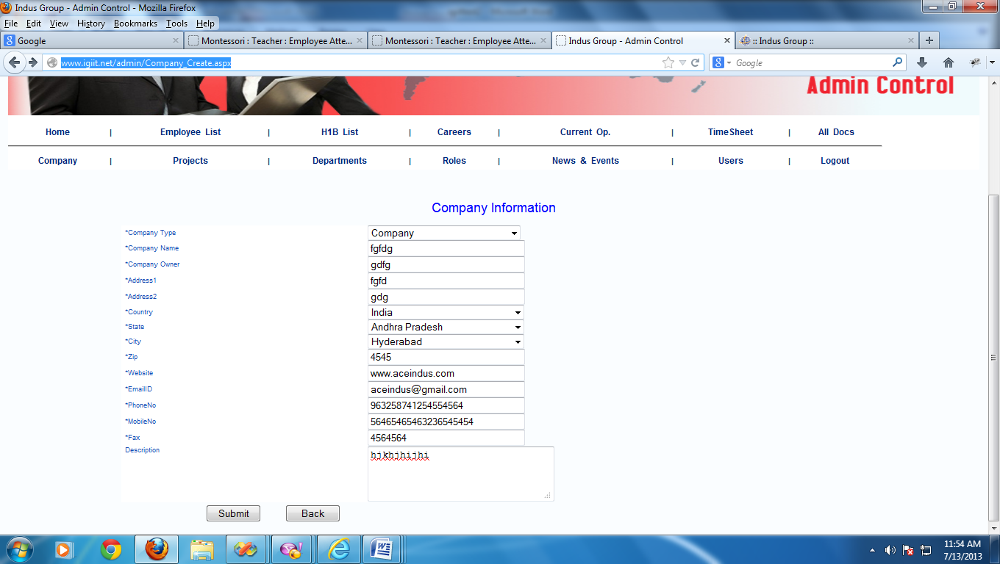 Indus Group - Admin Control - Mozilla Firefox
File Edit View History Bookmarks Tools Help
Google Montessori : Teacher : Employee Atte... Montessori : Teacher : Employee Atte... Indus Group - Admin Control :: Indus Group ::
www.igiit.net/admin/Company_Create.aspx Google
Admin Control
Home | Employee List | H1B List | Careers | Current Op. | TimeSheet | All Docs
Company | Projects | Departments | Roles | News & Events | Users | Logout
Company Information
*Company Type Company
*Company Name fgfdg
*Company Owner gdfg
*Address1 fgfd
*Address2 gdg
*Country India
*State Andhra Pradesh
*City Hyderabad
*Zip 4545
*Website www.aceindus.com
*EmailID aceindus@gmail.com
*PhoneNo 963258741254554564
*MobileNo 56465465463236545454
*Fax 4564564
Description hjkhjhijhi
Submit Back
11:54 AM
7/13/2013